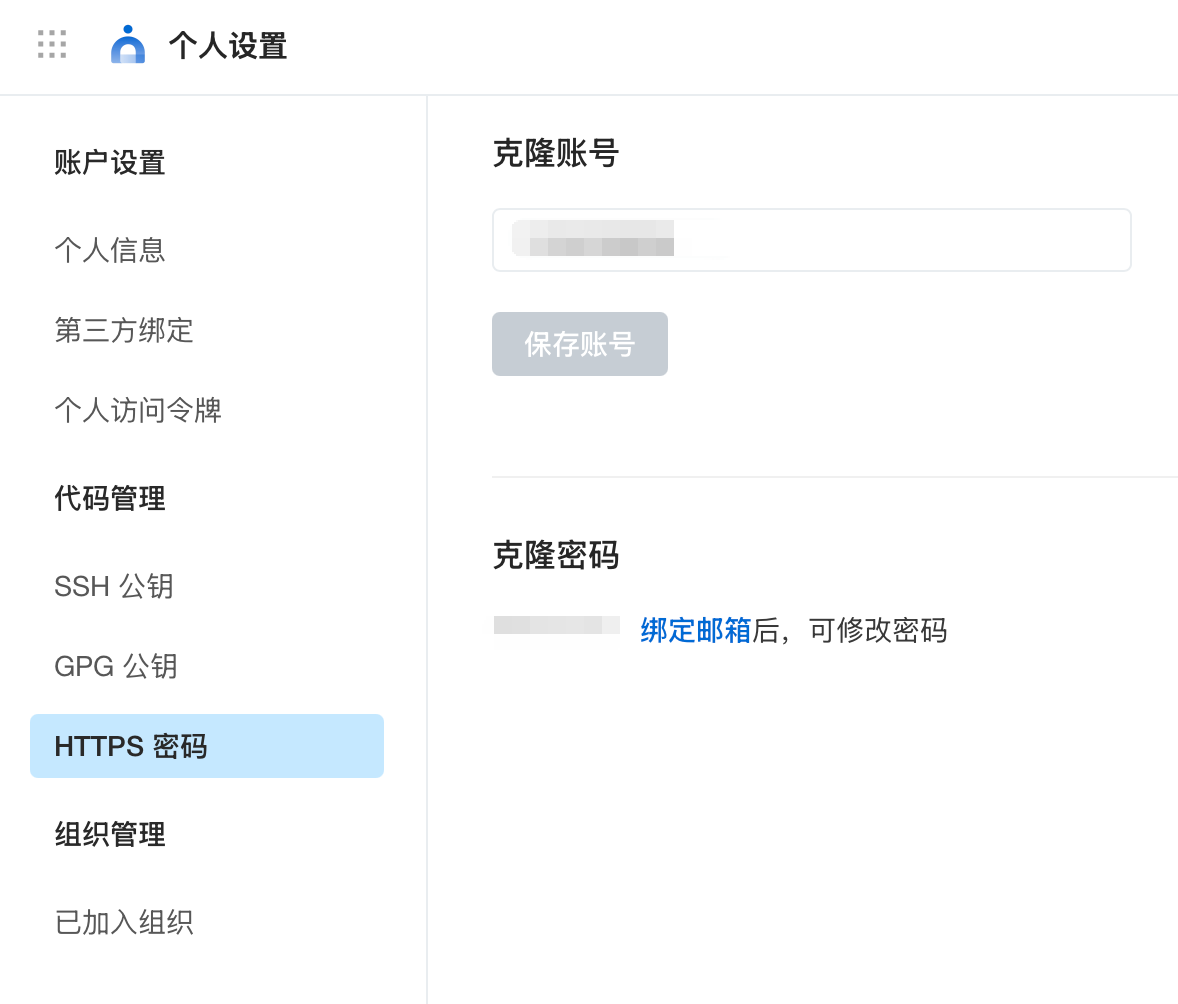 个人设置
账户设置
个人信息
第三方绑定
个人访问令牌
代码管理
SSH 公钥
GPG 公钥
HTTPS 密码
组织管理
已加入组织
克隆账号
保存账号
克隆密码
绑定邮箱后，可修改密码